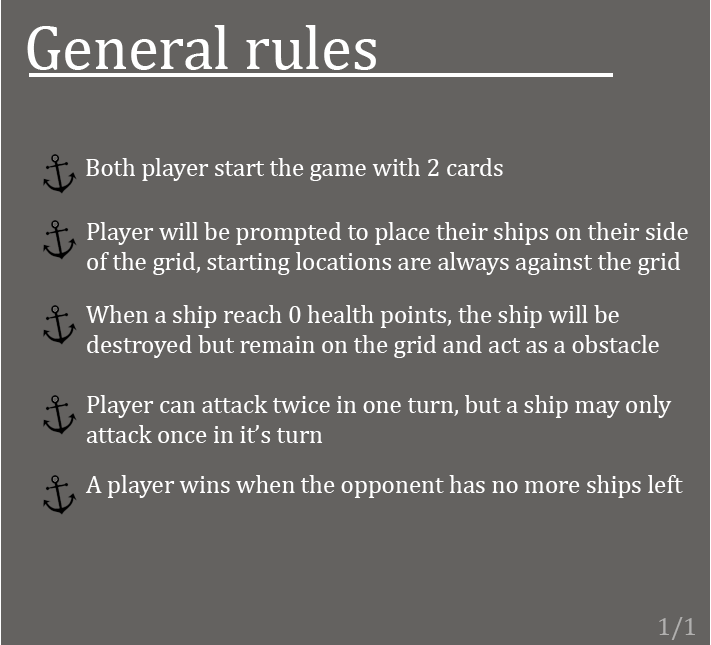 General rules
Both player start the game with 2 cards
Player will be prompted to place their ships on their side
of the grid, starting locations are always against the grid
When a ship reach 0 health points, the ship will be
destroyed but remain on the grid and act as a obstacle
Player can attack twice in one turn, but a ship may only
attack once in it’s turn
A player wins when the opponent has no more ships left
1/1